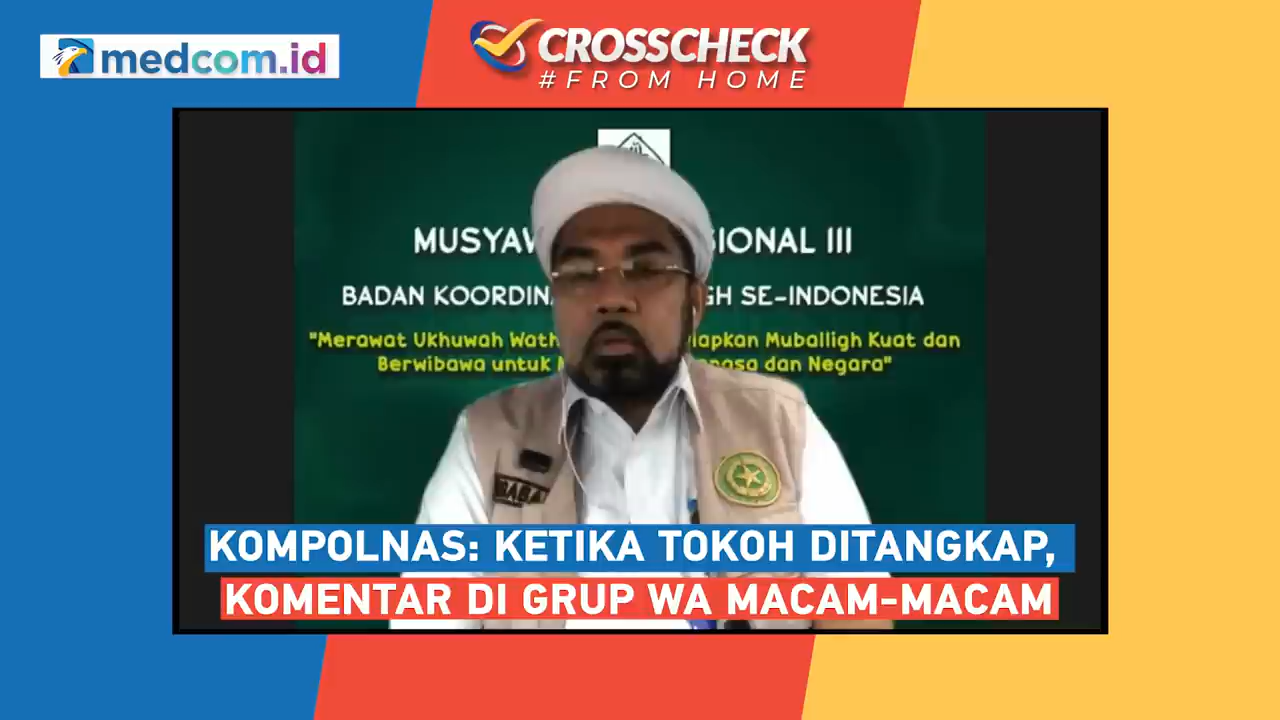 medcom.id
CROSSCHECK
#FROM HOME
MUSYAW SIONAL III
BADAN KOORDINA GH SE-INDONESIA
"Merawat Ukhuwah Wath iapkan Muballigh Kuat dan
Berwibawa untuk M ngsa dan Negara"
KOMPOLNAS: KETIKA TOKOH DITANGKAP,
KOMENTAR DI GRUP WA MACAM-MACAM